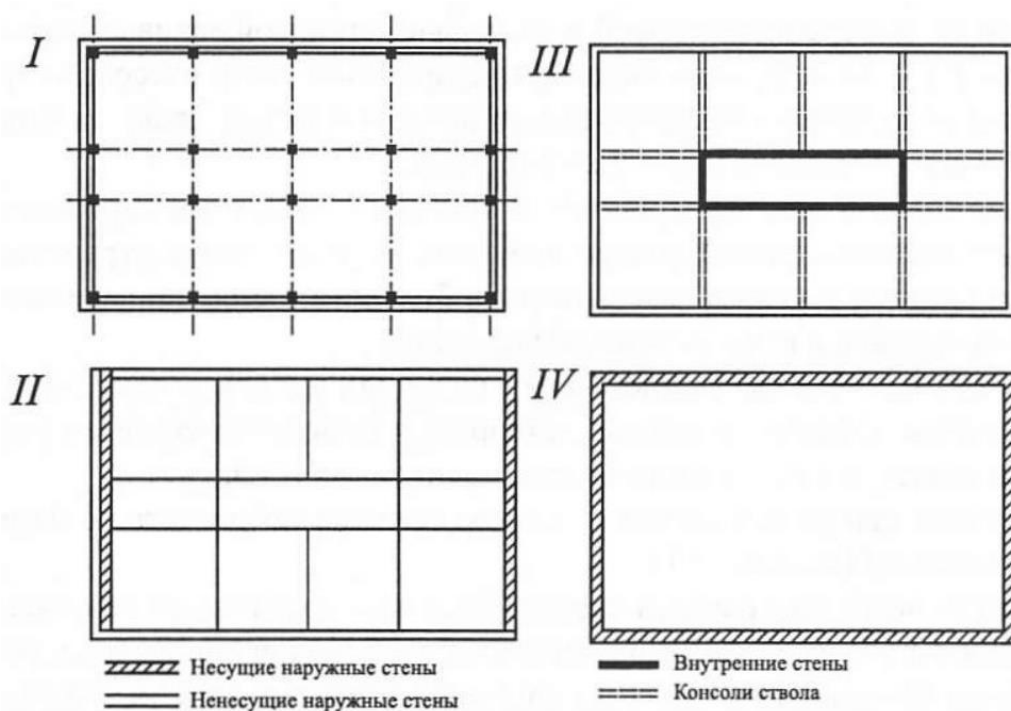 I
III
II
IV
Несущие наружные стены
Ненесущие наружные стены
Внутренние стены
Консоли ствола